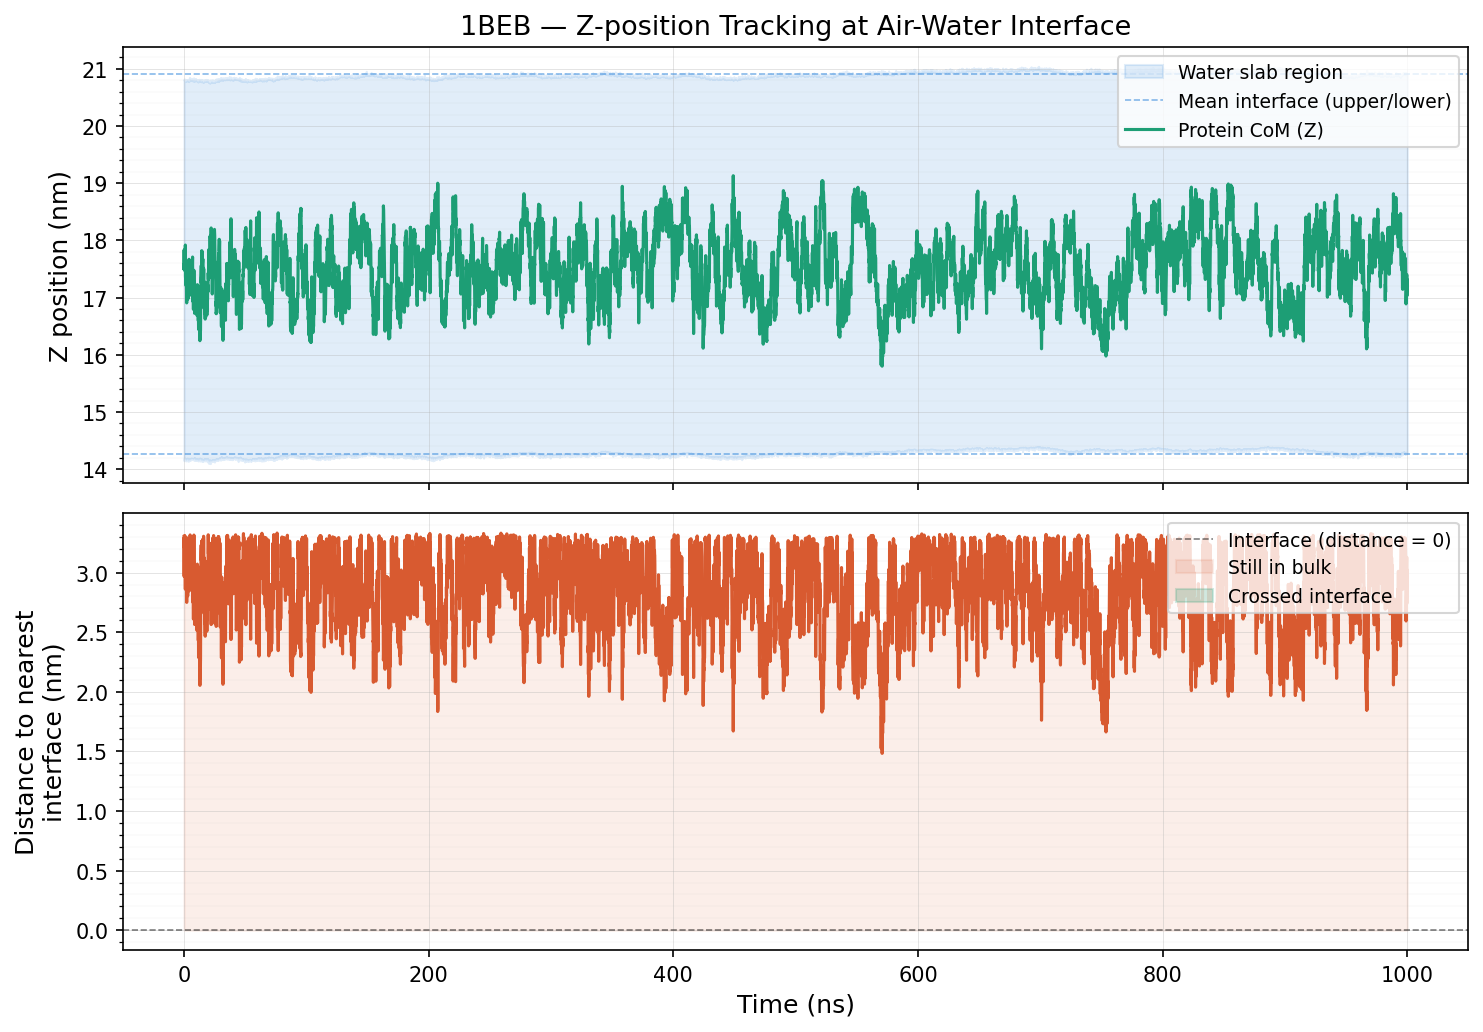 1BEB — Z-position Tracking at Air-Water Interface
Z position (nm)
21
20
19
18
17
16
15
14
Water slab region
Mean interface (upper/lower)
Protein CoM (Z)
Distance to nearest
interface (nm)
3.0
2.5
2.0
1.5
1.0
0.5
0.0
Interface (distance = 0)
Still in bulk
Crossed interface
0 200 400 600 800 1000
Time (ns)